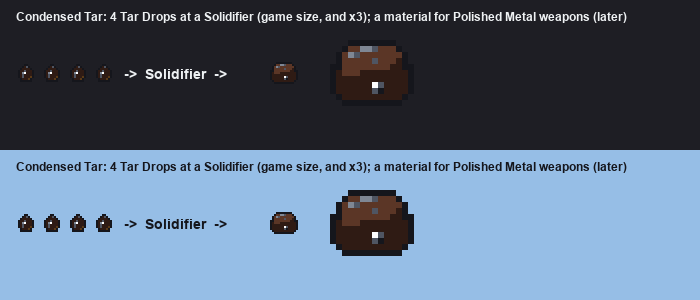 Condensed Tar: 4 Tar Drops at a Solidifier (game size, and x3); a material for Polished Metal weapons (later)
-> Solidifier ->
Condensed Tar: 4 Tar Drops at a Solidifier (game size, and x3); a material for Polished Metal weapons (later)
-> Solidifier ->